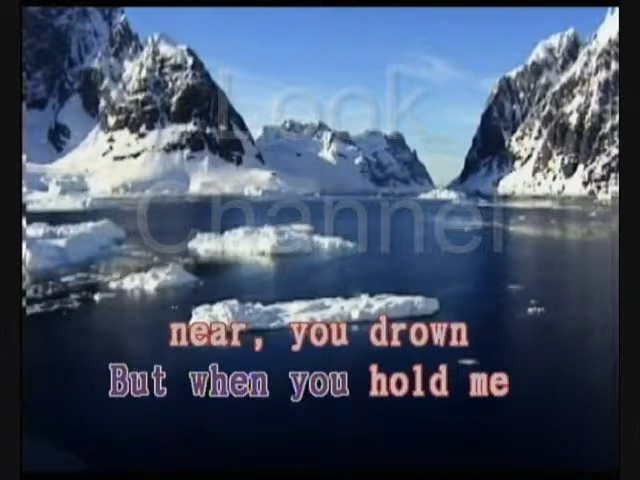 Look
Channel
near, you drown
But when you hold me